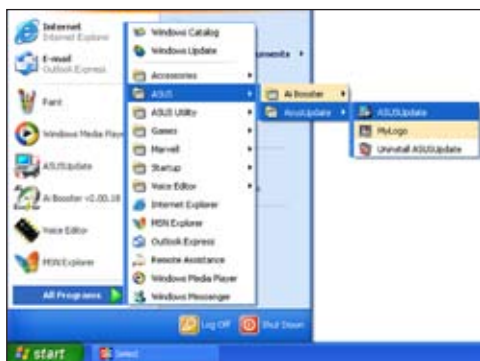 Internet
Internet Explorer
E-mail
Outlook Express
Paint
Windows Media Player
ASUSUpdate
Ai Booster v2.00.18
Voice Editor
MSN Explorer
All Programs
Windows Catalog
Windows Update
Accessories
ASUS
ASUS Utility
Games
Marvell
Startup
Voice Editor
Internet Explorer
MSN Explorer
Outlook Express
Remote Assistance
Windows Media Player
Windows Messenger
Ai Booster
AsusUpdate
ASUSUpdate
MyLogo
Uninstall ASUSUpdate
Log Off
Shut Down
start